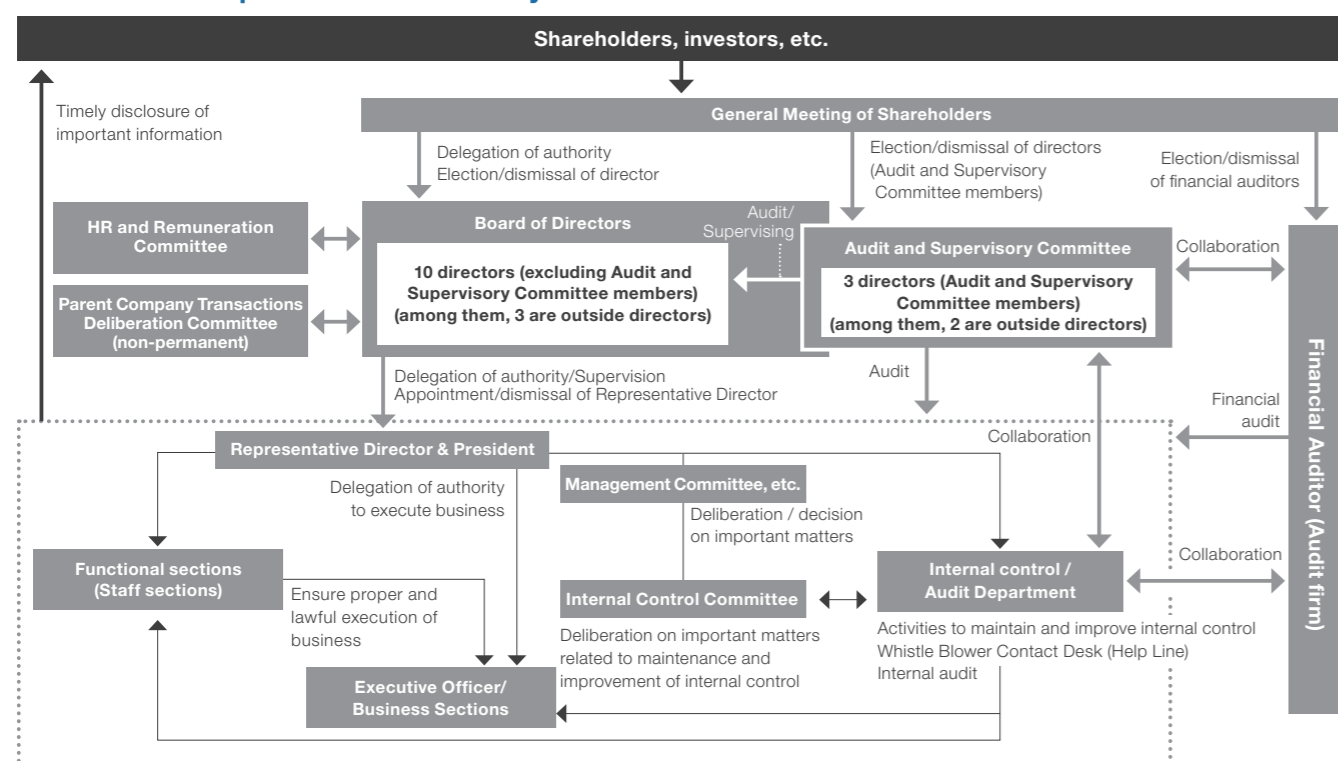 Shareholders, investors, etc.
Timely disclosure of
important information
General Meeting of Shareholders
Delegation of authority
Election/dismissal of director
Election/dismissal of directors
(Audit and Supervisory
Committee members)
Election/dismissal
of financial auditors
HR and Remuneration
Committee
Parent Company Transactions
Deliberation Committee
(non-permanent)
Board of Directors
10 directors (excluding Audit and
Supervisory Committee members)
(among them, 3 are outside directors)
Audit/
Supervising
Audit and Supervisory Committee
3 directors (Audit and Supervisory
Committee members)
(among them, 2 are outside directors)
Collaboration
Financial Auditor (Audit firm)
Delegation of authority/Supervision
Appointment/dismissal of Representative Director
Audit
Financial
audit
Collaboration
Representative Director & President
Delegation of authority
to execute business
Management Committee, etc.
Deliberation / decision
on important matters
Functional sections
(Staff sections)
Ensure proper and
lawful execution of
business
Internal Control Committee
Deliberation on important matters
related to maintenance and
improvement of internal control
Internal control /
Audit Department
Collaboration
Activities to maintain and improve internal control
Whistle Blower Contact Desk (Help Line)
Internal audit
Executive Officer/
Business Sections